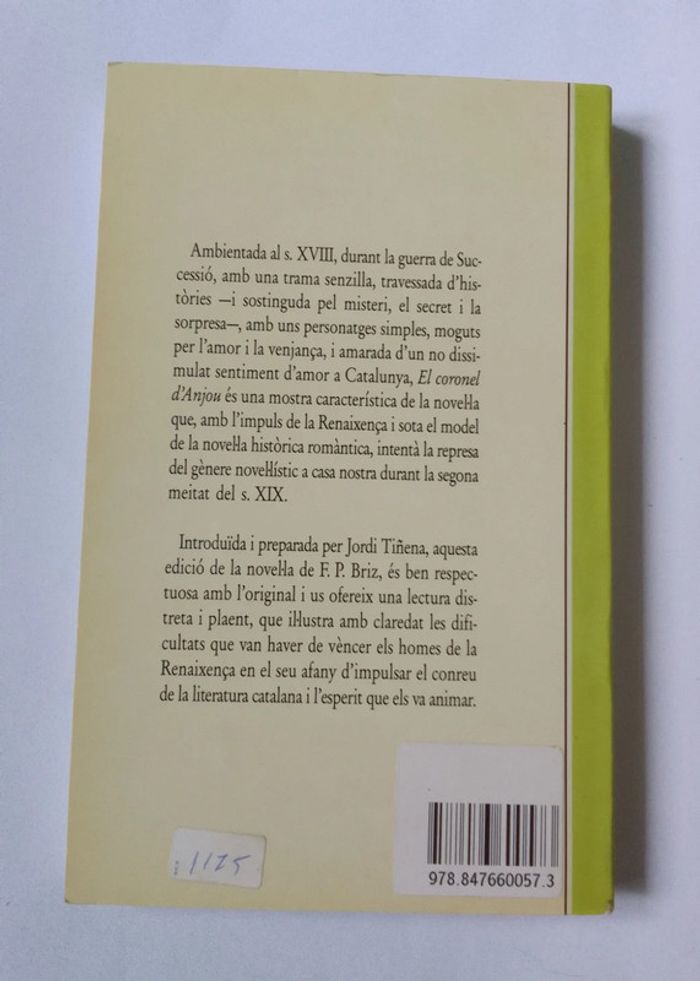 Ambientada al s. XVIII, durant la guerra de Suc-
cessió, amb una trama senzilla, travessada d'his-
tòries —i sostinguda pel misteri, el secret i la
sorpresa—, amb uns personatges simples, moguts
per l'amor i la venjança, i amarada d'un no dissi-
mulat sentiment d'amor a Catalunya, El coronel
d'Anjou és una mostra característica de la novel·la
que, amb l'impuls de la Renaixença i sota el model
de la novel·la històrica romàntica, intentà la represa
del gènere novel·lístic a casa nostra durant la segona
meitat del s. XIX.
Introduïda i preparada per Jordi Tiñena, aquesta
edició de la novel·la de F. P. Briz, és ben respec-
tuosa amb l'original i us ofereix una lectura dis-
treta i plaent, que il·lustra amb claredat les difi-
cultats que van haver de vèncer els homes de la
Renaixença en el seu afany d'impulsar el conreu
de la literatura catalana i l'esperit que els va animar.
978.847660057.3